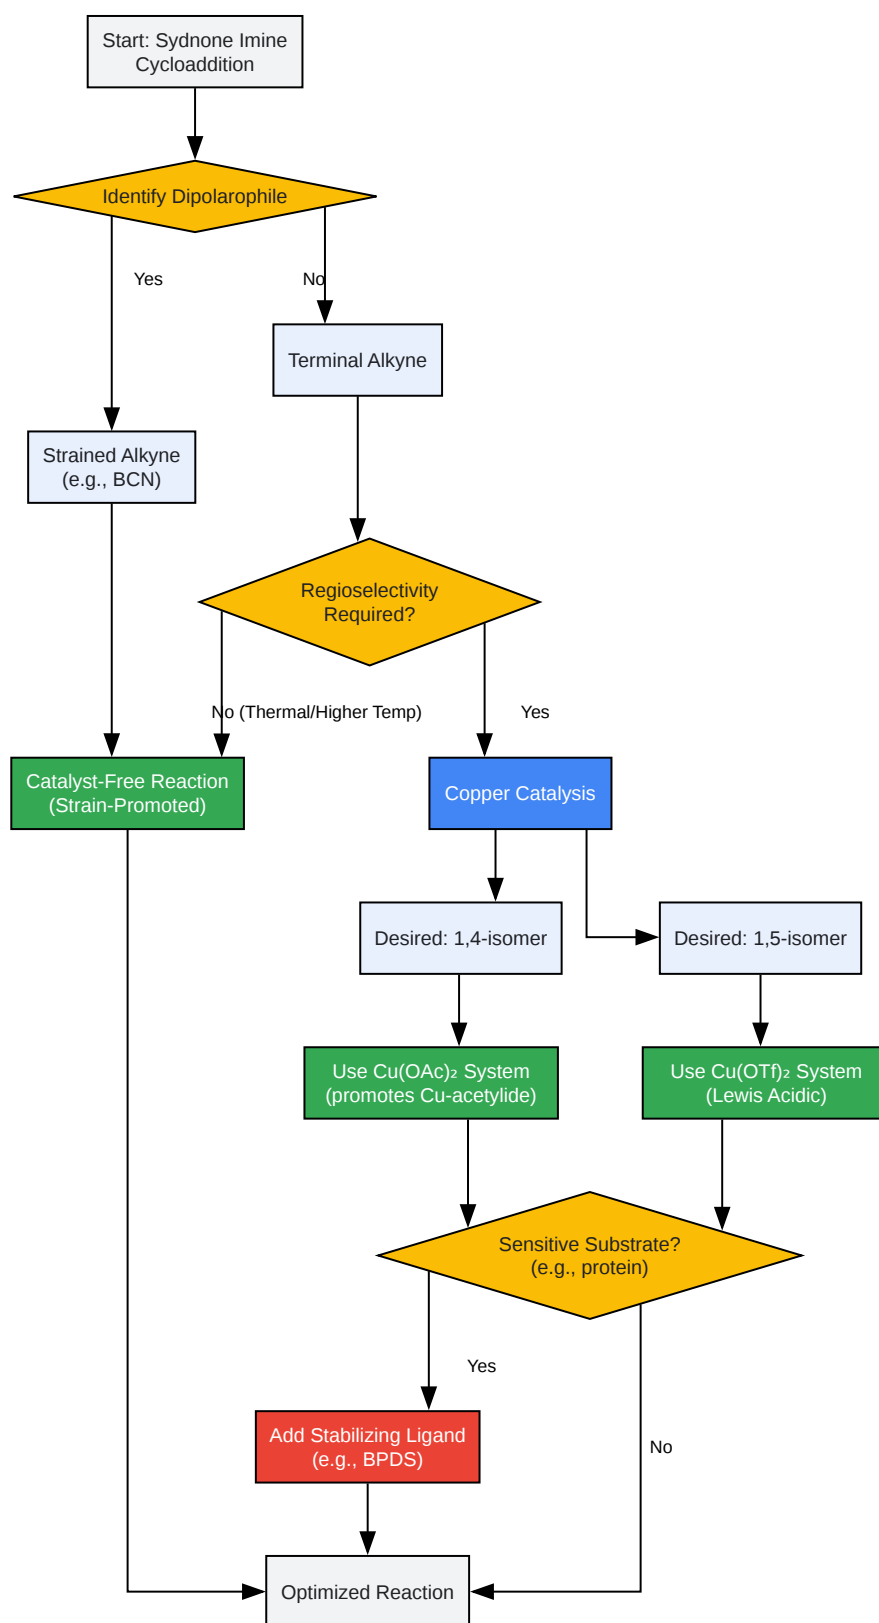 Start: Sydnone Imine
Cycloaddition
Identify Dipolarophile
Yes
No
Terminal Alkyne
Strained Alkyne
(e.g., BCN)
Regioselectivity
Required?
No (Thermal/Higher Temp)
Yes
Catalyst-Free Reaction
(Strain-Promoted)
Copper Catalysis
Desired: 1,4-isomer
Desired: 1,5-isomer
Use Cu(OAc)₂ System
(promotes Cu-acetylide)
Use Cu(OTf)₂ System
(Lewis Acidic)
Sensitive Substrate?
(e.g., protein)
Yes
Add Stabilizing Ligand
(e.g., BPDS)
No
Optimized Reaction